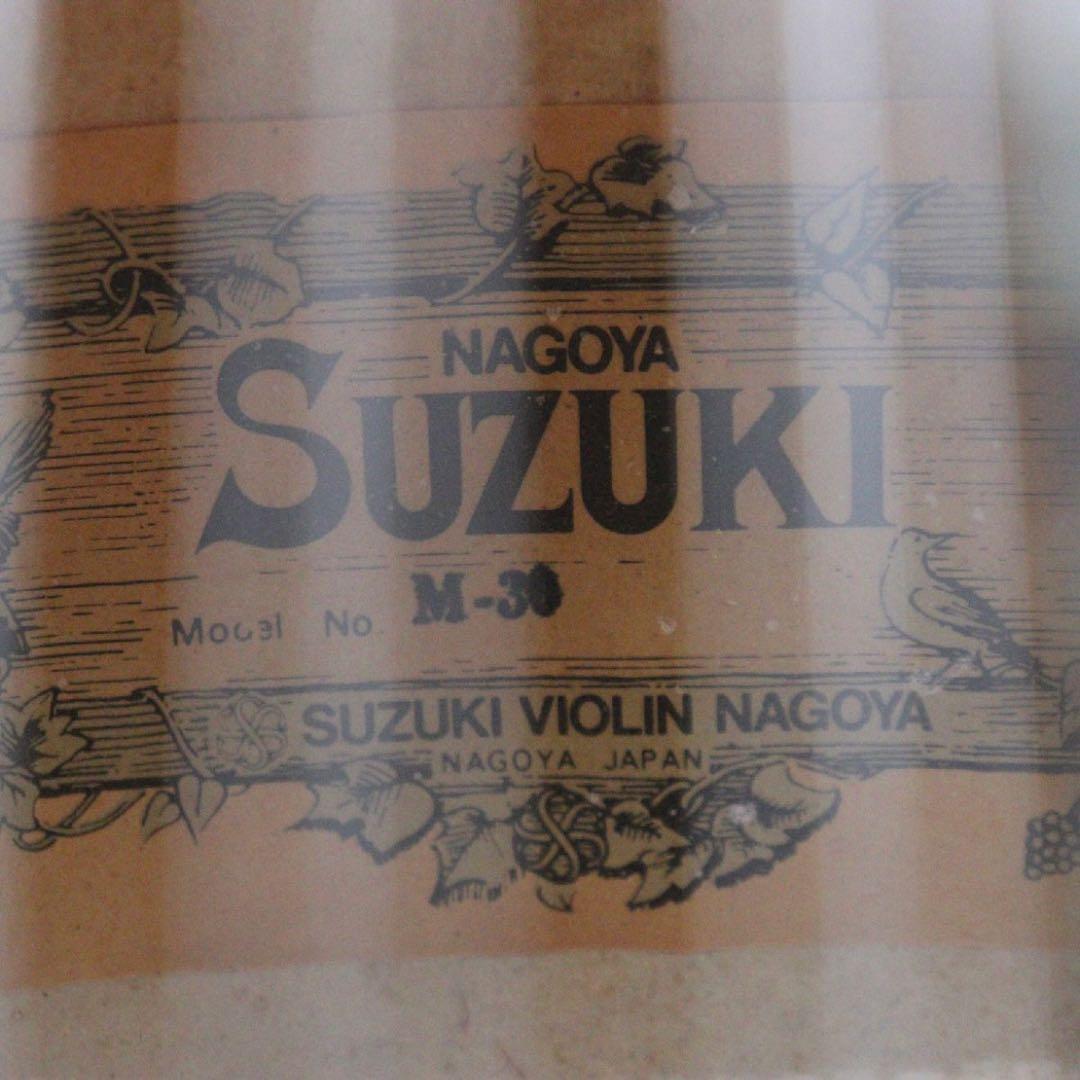 NAGOYA
SUZUKI
Model No. M-30
SUZUKI VIOLIN NAGOYA
NAGOYA JAPAN